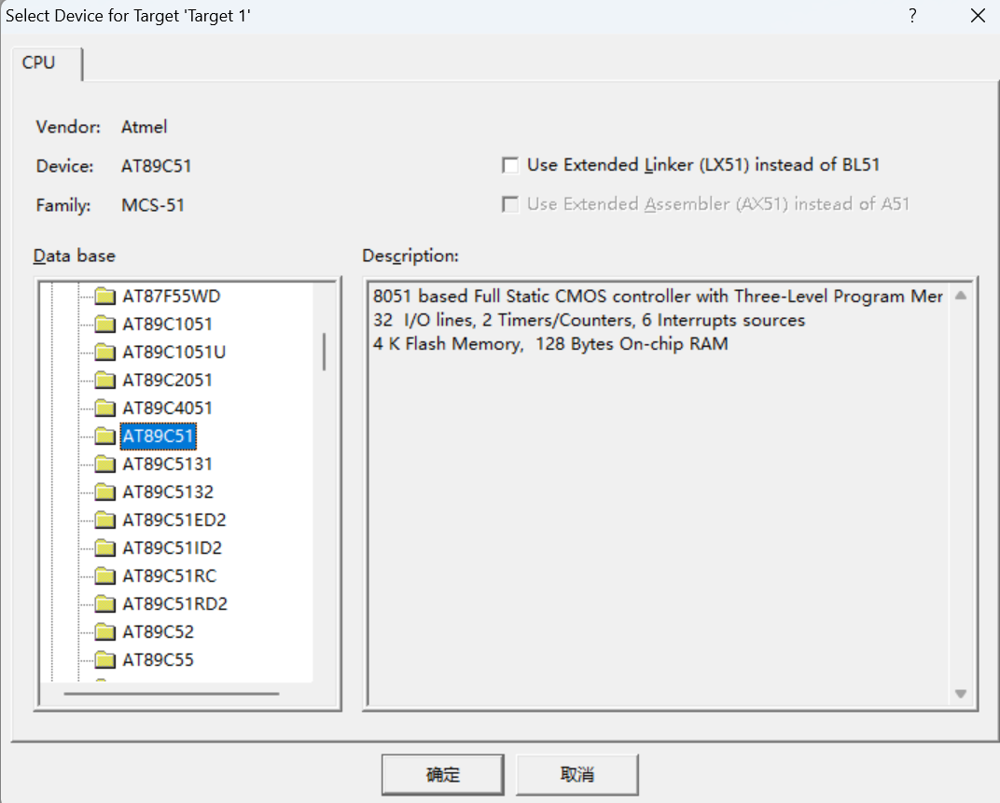 Select Device for Target 'Target 1'
?
CPU
Vendor: Atmel
Device: AT89C51
Use Extended Linker (LX51) instead of BL51
Family: MCS-51
Use Extended Assembler (AX51) instead of A51
Data base
Description:
AT87F55WD
AT89C1051
AT89C1051U
AT89C2051
AT89C4051
AT89C51
AT89C5131
AT89C5132
AT89C51ED2
AT89C51ID2
AT89C51RC
AT89C51RD2
AT89C52
AT89C55
8051 based Full Static CMOS controller with Three-Level Program Mer
32 I/O lines, 2 Timers/Counters, 6 Interrupts sources
4 K Flash Memory, 128 Bytes On-chip RAM
确定
取消